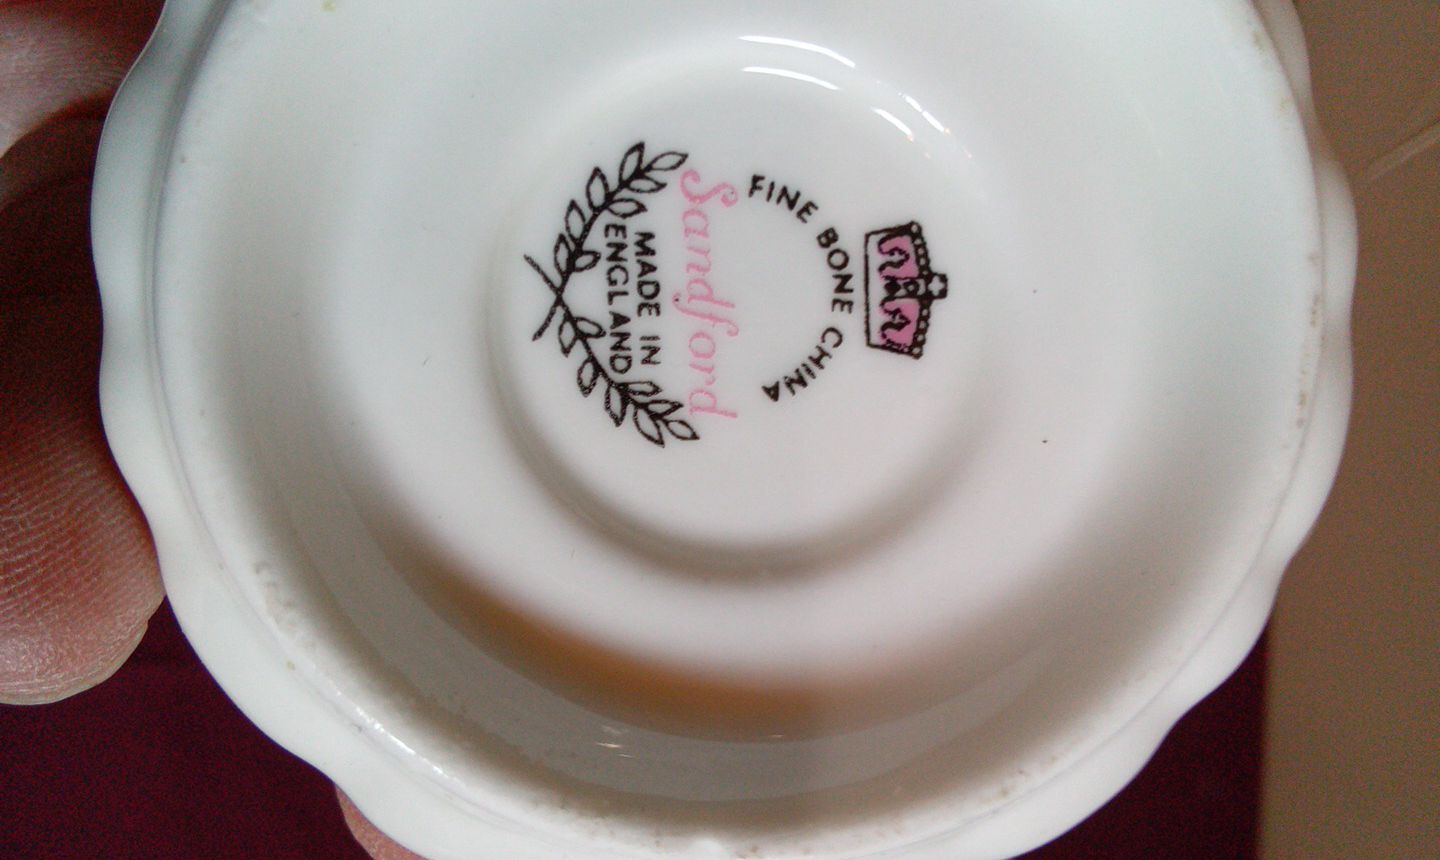 FINE BONE CHINA
Sandford
MADE IN
ENGLAND